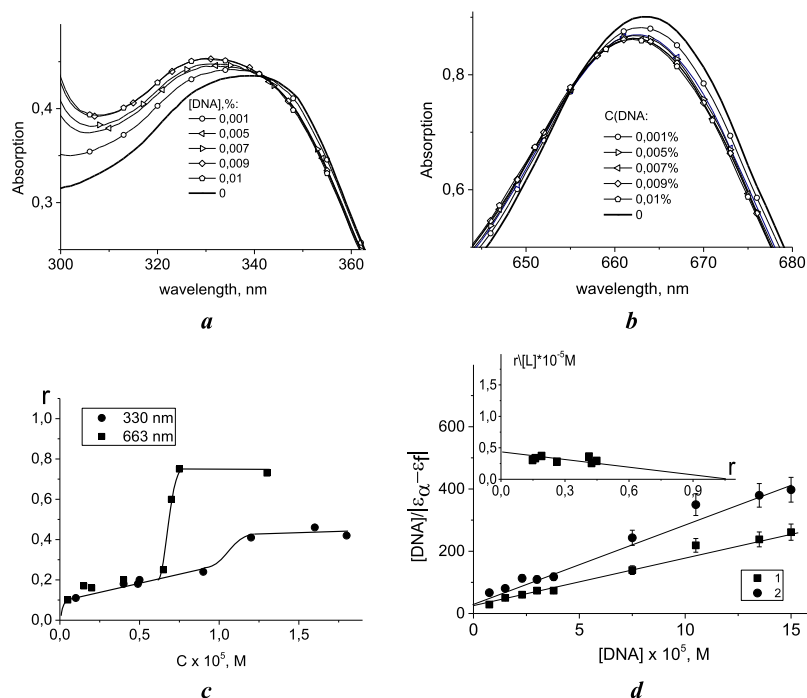 0,4
0,3
Absorption
[DNA],%:
0,001
0,005
0,007
0,009
0,01
0
300 320 340 360
wavelength, nm
a
0,8
0,6
Absorption
C(DNA:
0,001%
0,005%
0,007%
0,009%
0,01%
0
650 660 670 680
wavelength, nm
b
r
1,0
0,8
0,6
0,4
0,2
0,0
330 nm
663 nm
0,0 0,5 1,0 1,5
C x 10⁵, M
c
r\[L]*10⁻⁵M
1,5
1,0
0,5
0,0
0,0 0,3 0,6 0,9
r
600
400
200
0
[DNA]/|εα−εf|
1
2
0 5 10 15
[DNA] x 10⁵, M
d